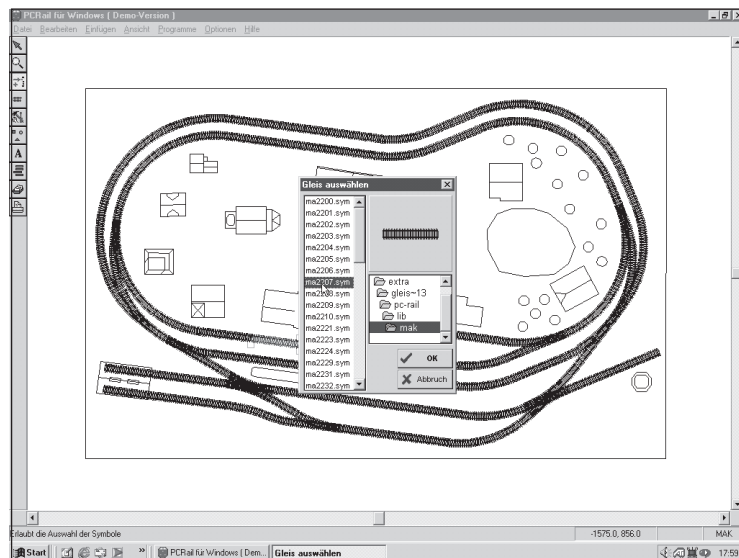 PCRail für Windows ( Demo-Version )
Datei Bearbeiten Einfügen Ansicht Programme Optionen Hilfe
A
Gleis auswählen
ma2200.sym
ma2201.sym
ma2202.sym
ma2203.sym
ma2204.sym
ma2205.sym
ma2206.sym
ma2207.sym
ma2208.sym
ma2209.sym
ma2210.sym
ma2221.sym
ma2223.sym
ma2224.sym
ma2229.sym
ma2231.sym
ma2232.sym
extra
gleis~13
pc-rail
lib
mak
OK
Abbruch
Erlaubt die Auswahl der Symbole
-1575.0, 856.0
MAK
Start
»
PCRail für Windows ( Dem...
Gleis auswählen
17:59